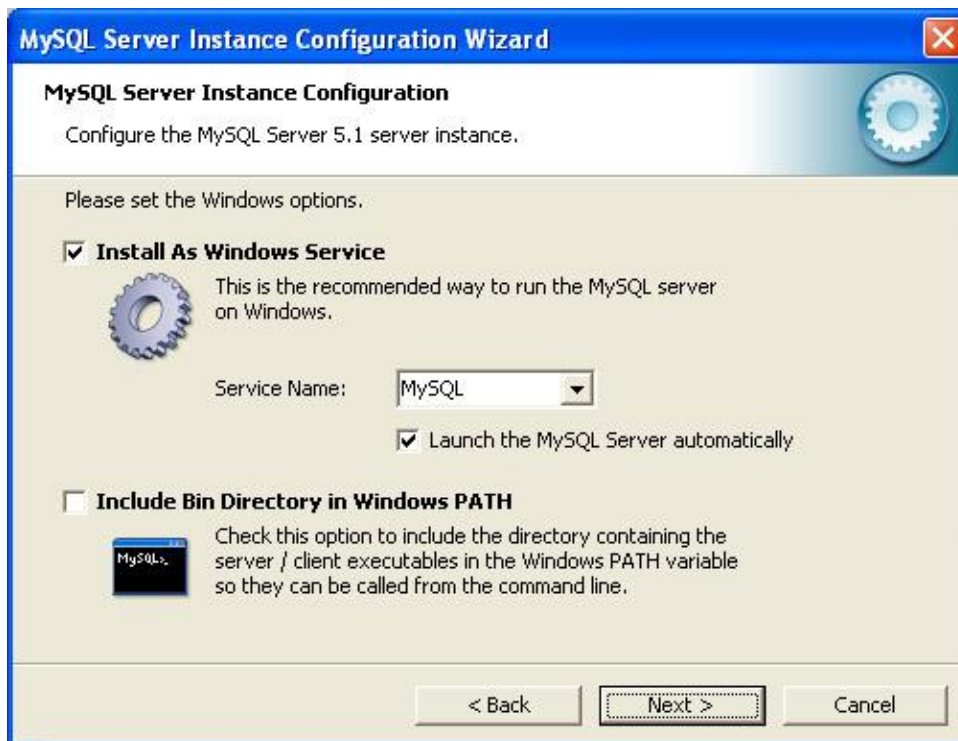 MySQL Server Instance Configuration Wizard
MySQL Server Instance Configuration
Configure the MySQL Server 5.1 server instance.
Please set the Windows options.
Install As Windows Service
This is the recommended way to run the MySQL server
on Windows.
Service Name:
MySQL
Launch the MySQL Server automatically
Include Bin Directory in Windows PATH
MySQL>_
Check this option to include the directory containing the
server / client executables in the Windows PATH variable
so they can be called from the command line.
< Back
Next >
Cancel